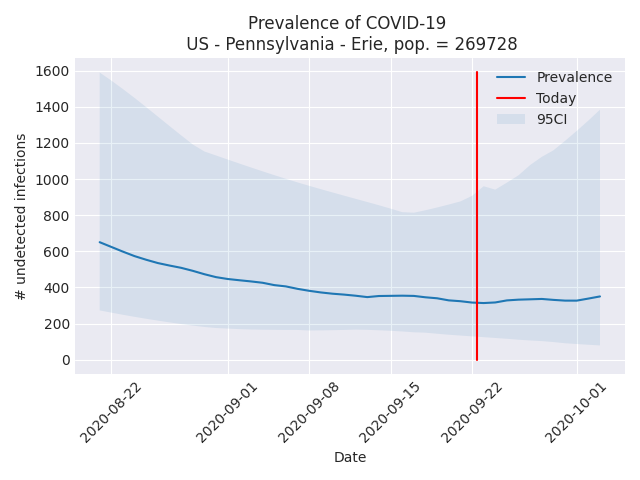 Prevalence of COVID-19
US - Pennsylvania - Erie, pop. = 269728
Prevalence
Today
95CI
1600
1400
1200
1000
800
600
400
200
0
# undetected infections
2020-08-22
2020-09-01
2020-09-08
2020-09-15
2020-09-22
2020-10-01
Date